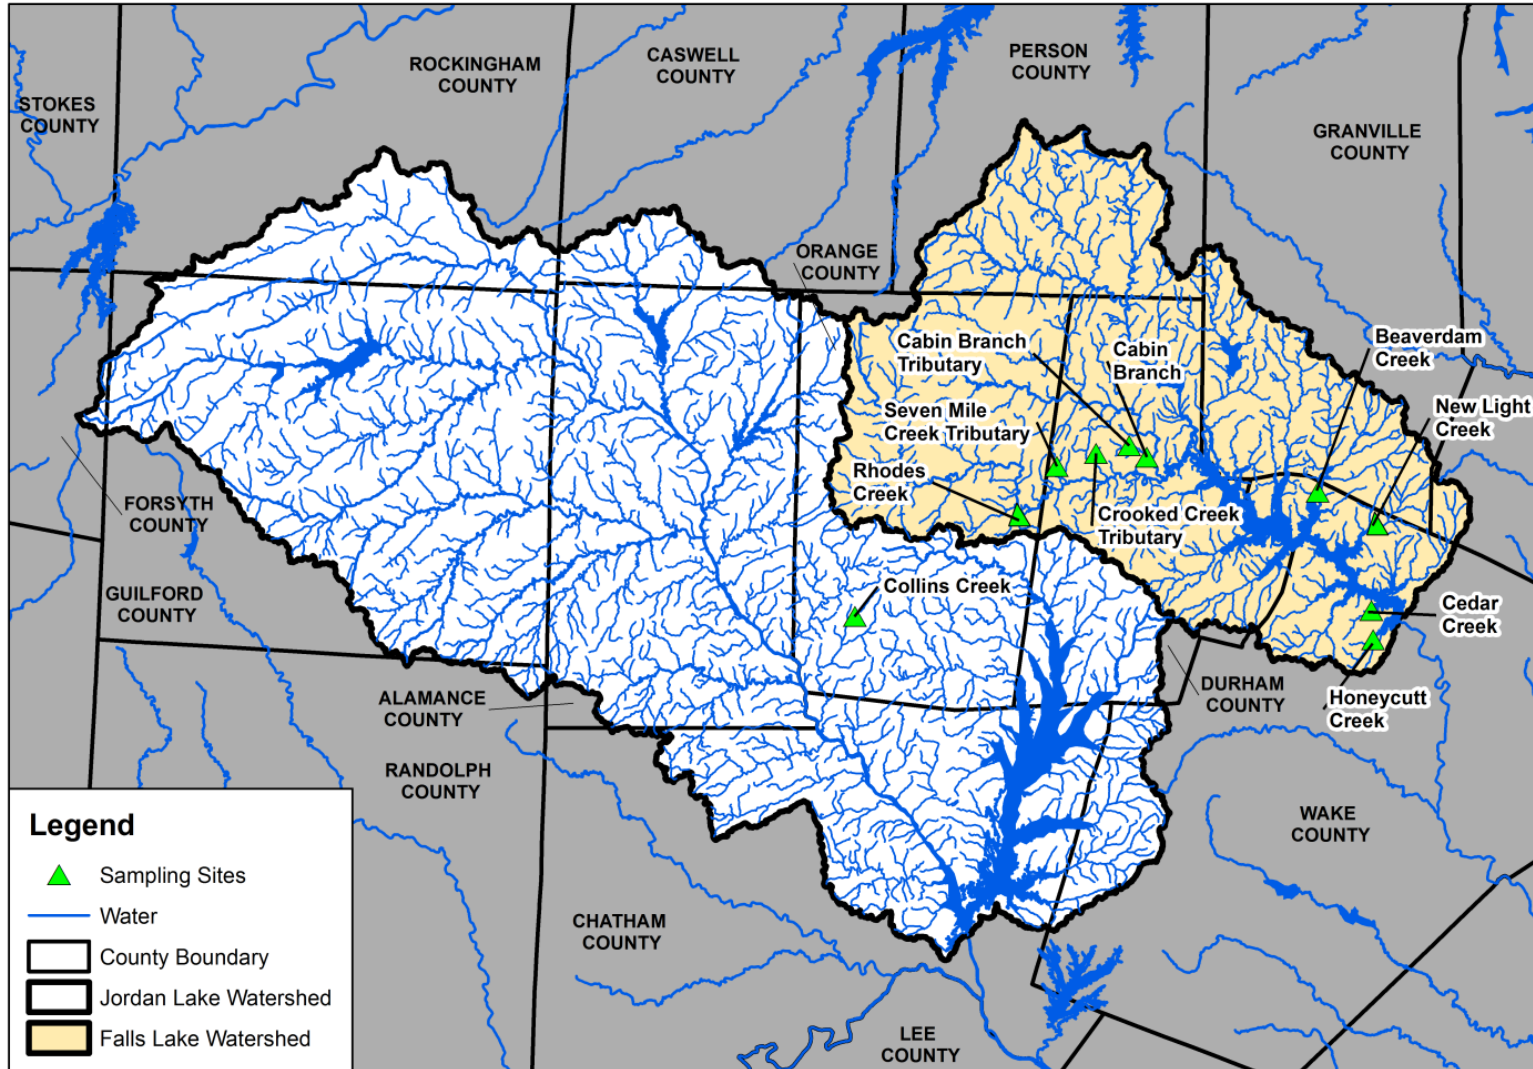 ROCKINGHAM
COUNTY
CASWELL
COUNTY
PERSON
COUNTY
STOKES
COUNTY
GRANVILLE
COUNTY
ORANGE
COUNTY
Cabin Branch
Tributary
Cabin
Branch
Beaverdam
Creek
Seven Mile
Creek Tributary
New Light
Creek
Rhodes
Creek
FORSYTH
COUNTY
Crooked Creek
Tributary
Collins Creek
GUILFORD
COUNTY
Cedar
Creek
ALAMANCE
COUNTY
DURHAM
COUNTY
Honeycutt
Creek
RANDOLPH
COUNTY
WAKE
COUNTY
CHATHAM
COUNTY
LEE
COUNTY
Legend
Sampling Sites
Water
County Boundary
Jordan Lake Watershed
Falls Lake Watershed